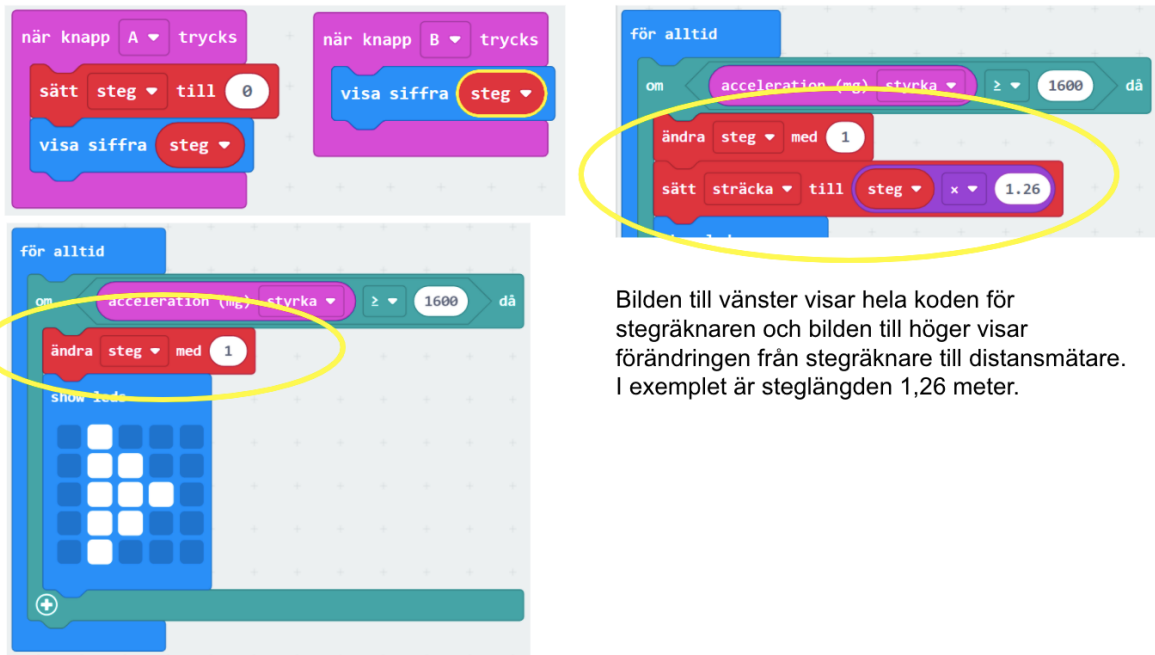 när knapp A trycks
sätt steg till 0
visa siffra steg
när knapp B trycks
visa siffra steg
för alltid
om acceleration (mg) styrka ≥ 1600 då
ändra steg med 1
show leds
för alltid
om acceleration (mg) styrka ≥ 1600 då
ändra steg med 1
sätt sträcka till steg × 1.26
Bilden till vänster visar hela koden för
stegräknaren och bilden till höger visar
förändringen från stegräknare till distansmätare.
I exemplet är steglängden 1,26 meter.